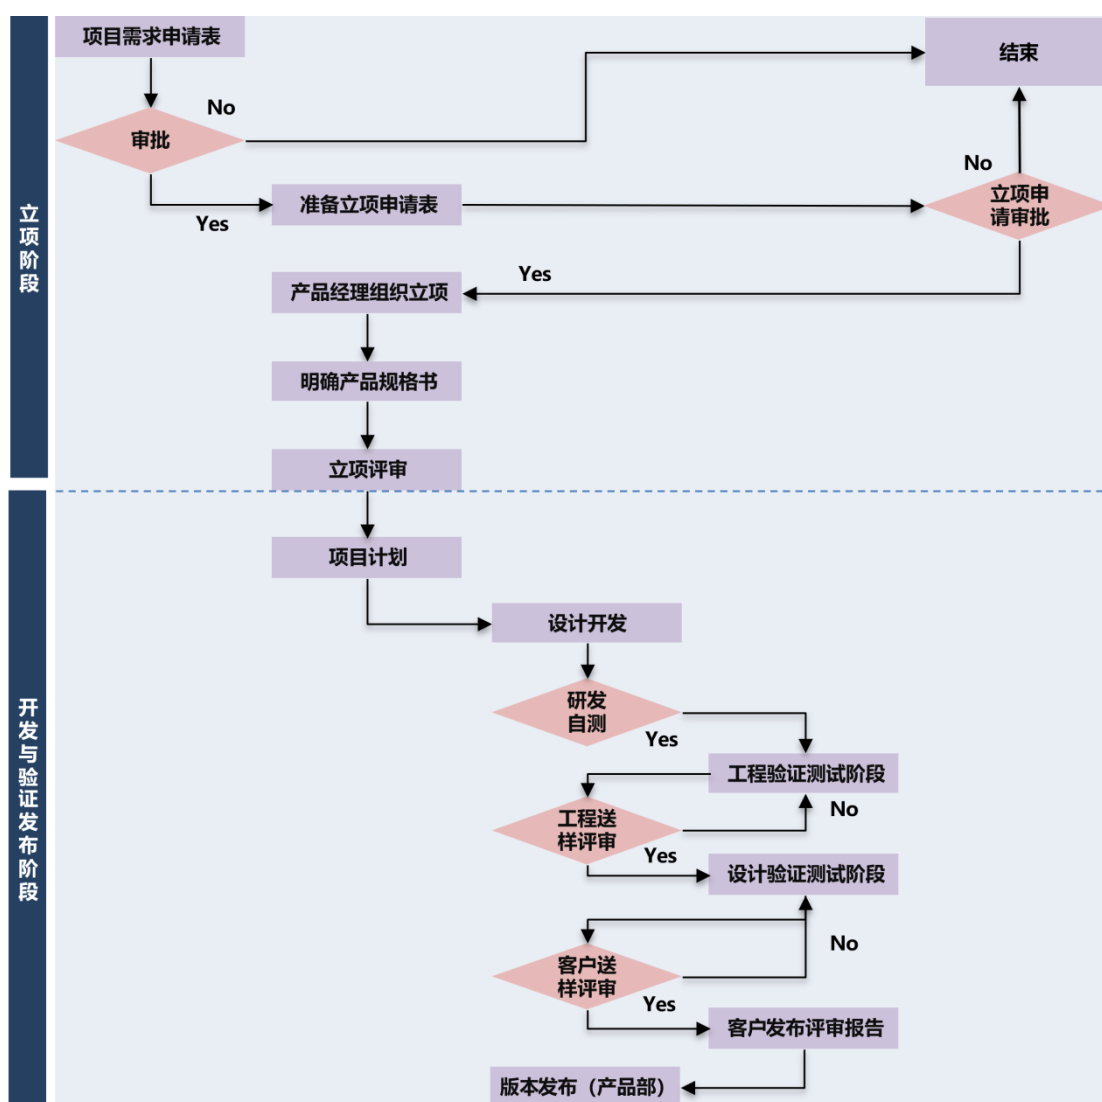 项目需求申请表
结束
No
审批
No
立项申
请审批
准备立项申请表
Yes
立项阶段
Yes
产品经理组织立项
明确产品规格书
立项评审
项目计划
设计开发
研发
自测
Yes
开发与验证发布阶段
工程验证测试阶段
No
工程送
样评审
Yes
设计验证测试阶段
No
客户送
样评审
Yes
客户发布评审报告
版本发布（产品部）